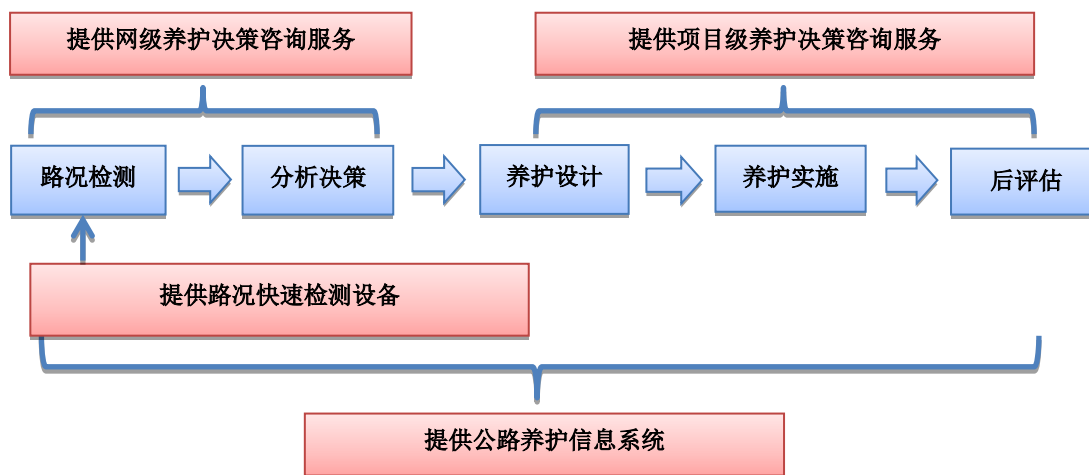 提供网级养护决策咨询服务
提供项目级养护决策咨询服务
路况检测
分析决策
养护设计
养护实施
后评估
提供路况快速检测设备
提供公路养护信息系统